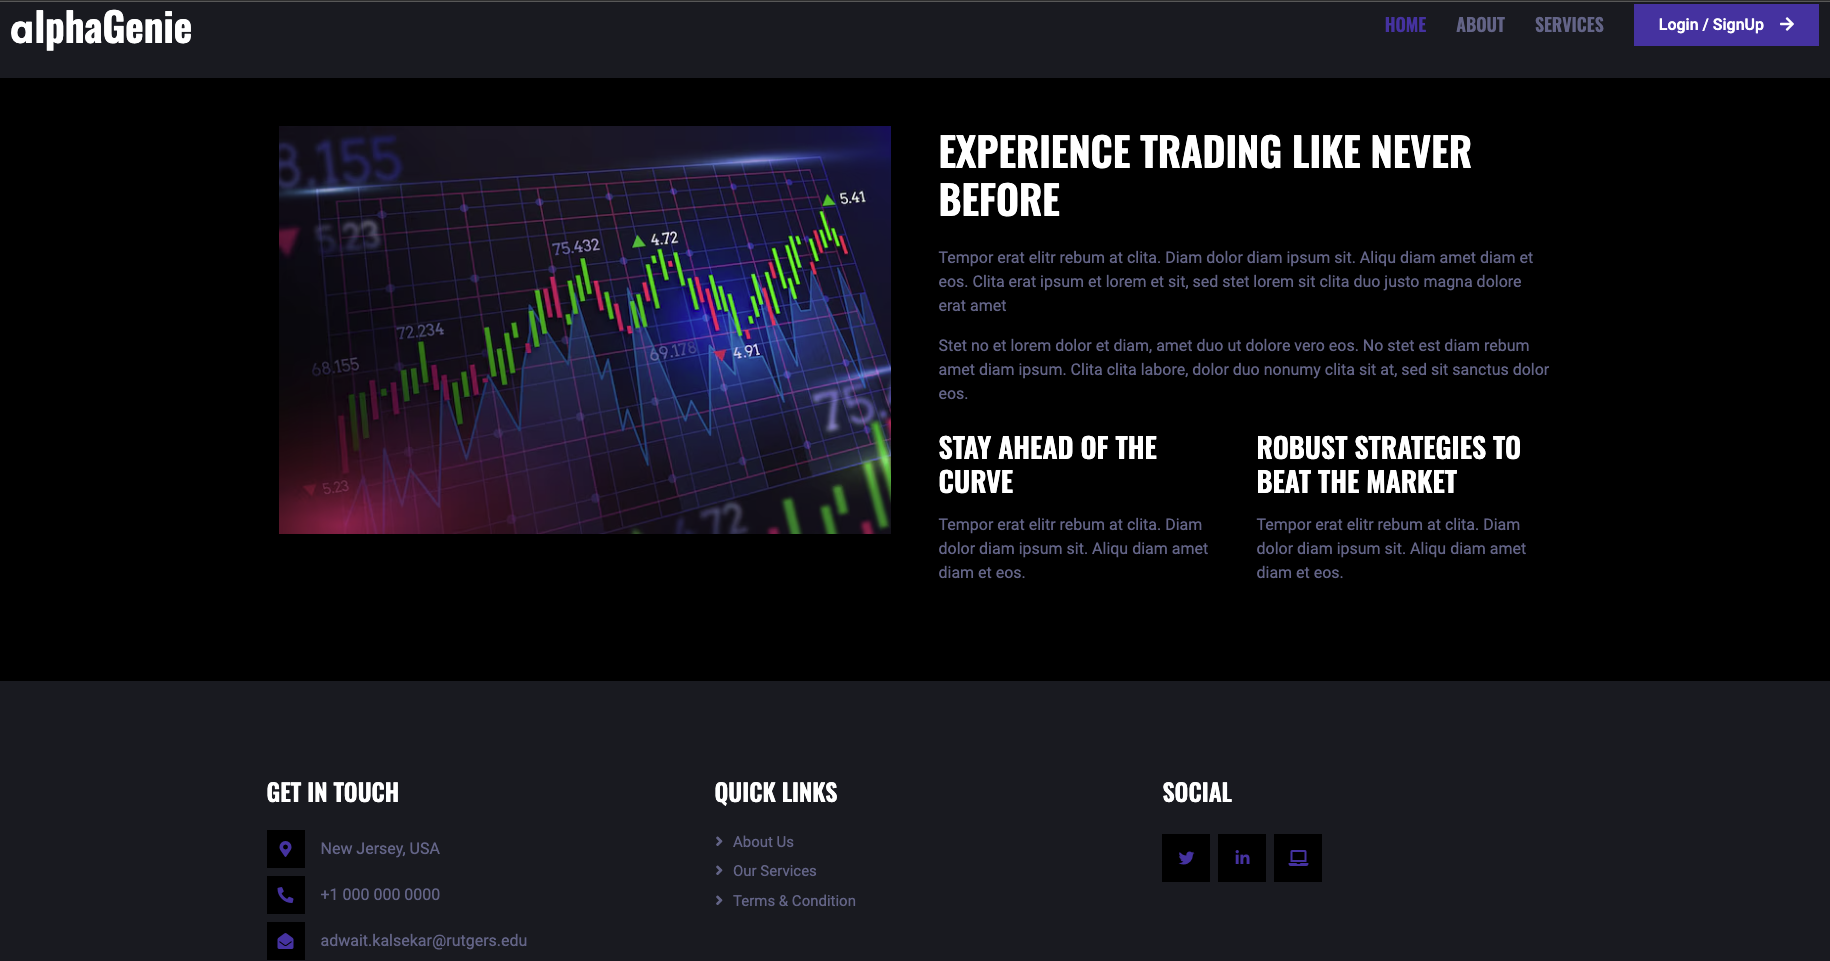 alphaGenie
HOME ABOUT SERVICES Login / SignUp
8.155
5.23
75.432
4.72
5.41
72.234
68.155
69.178
4.91
75.
5.23
4.72
EXPERIENCE TRADING LIKE NEVER
BEFORE
Tempor erat elitr rebum at clita. Diam dolor diam ipsum sit. Aliqu diam amet diam et
eos. Clita erat ipsum et lorem et sit, sed stet lorem sit clita duo justo magna dolore
erat amet
Stet no et lorem dolor et diam, amet duo ut dolore vero eos. No stet est diam rebum
amet diam ipsum. Clita clita labore, dolor duo nonumy clita sit at, sed sit sanctus dolor
eos.
STAY AHEAD OF THE
CURVE
Tempor erat elitr rebum at clita. Diam
dolor diam ipsum sit. Aliqu diam amet
diam et eos.
ROBUST STRATEGIES TO
BEAT THE MARKET
Tempor erat elitr rebum at clita. Diam
dolor diam ipsum sit. Aliqu diam amet
diam et eos.
GET IN TOUCH
New Jersey, USA
+1 000 000 0000
adwait.kalsekar@rutgers.edu
QUICK LINKS
About Us
Our Services
Terms & Condition
SOCIAL
in